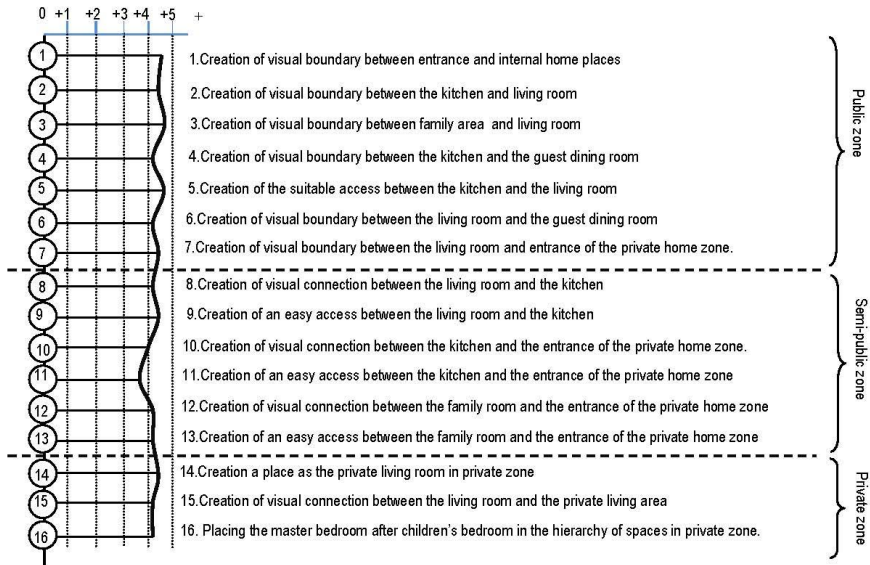 0 +1 +2 +3 +4 +5 +
1 1.Creation of visual boundary between entrance and internal home places
2 2.Creation of visual boundary between the kitchen and living room
3 3.Creation of visual boundary between family area and living room
4 4.Creation of visual boundary between the kitchen and the guest dining room
5 5.Creation of the suitable access between the kitchen and the living room
6 6.Creation of visual boundary between the living room and the guest dining room
7 7.Creation of visual boundary between the living room and entrance of the private home zone.
Public zone
8 8.Creation of visual connection between the living room and the kitchen
9 9.Creation of an easy access between the living room and the kitchen
10 10.Creation of visual connection between the kitchen and the entrance of the private home zone.
11 11.Creation of an easy access between the kitchen and the entrance of the private home zone
12 12.Creation of visual connection between the family room and the entrance of the private home zone
13 13.Creation of an easy access between the family room and the entrance of the private home zone
Semi-public zone
14 14.Creation a place as the private living room in private zone
15 15.Creation of visual connection between the living room and the private living area
16 16. Placing the master bedroom after children's bedroom in the hierarchy of spaces in private zone.
Private zone